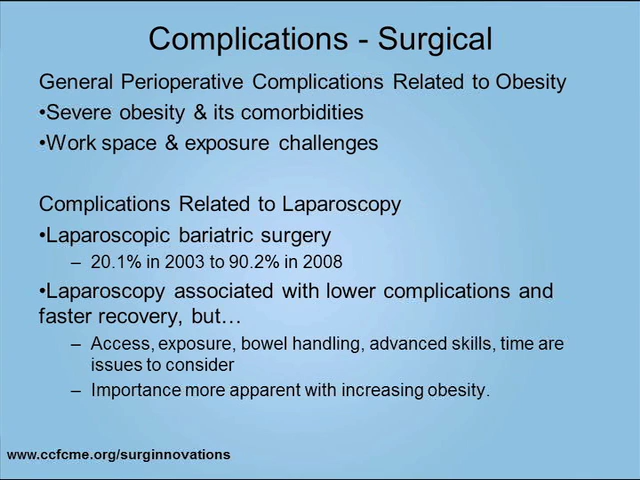 Complications - Surgical
General Perioperative Complications Related to Obesity
•Severe obesity & its comorbidities
•Work space & exposure challenges
Complications Related to Laparoscopy
•Laparoscopic bariatric surgery
– 20.1% in 2003 to 90.2% in 2008
•Laparoscopy associated with lower complications and
faster recovery, but…
– Access, exposure, bowel handling, advanced skills, time are
issues to consider
– Importance more apparent with increasing obesity.
www.ccfcme.org/surginnovations